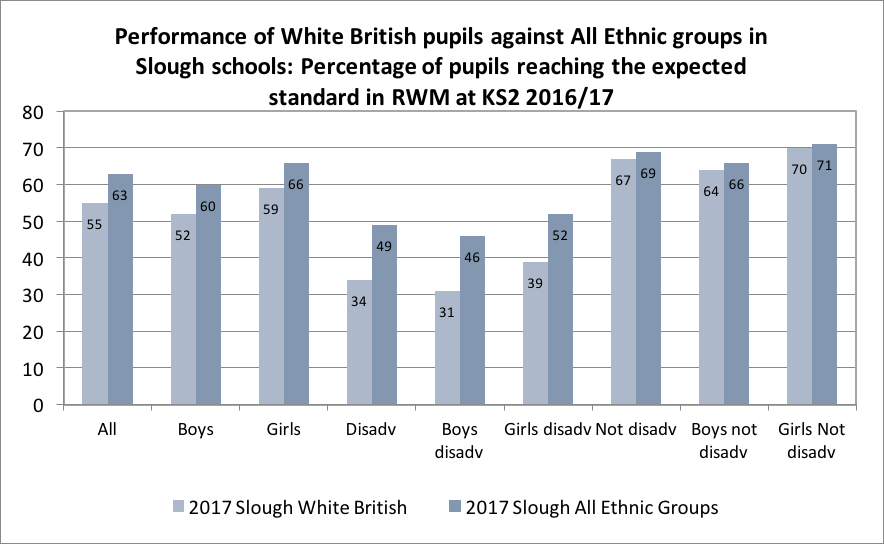 Performance of White British pupils against All Ethnic groups in
Slough schools: Percentage of pupils reaching the expected
standard in RWM at KS2 2016/17
80
70
60
50
40
30
20
10
0
55
63
52
60
59
66
34
49
31
46
39
52
67
69
64
66
70
71
All
Boys
Girls
Disadv
Boys
disadv
Girls disadv
Not disadv
Boys not
disadv
Girls Not
disadv
2017 Slough White British
2017 Slough All Ethnic Groups